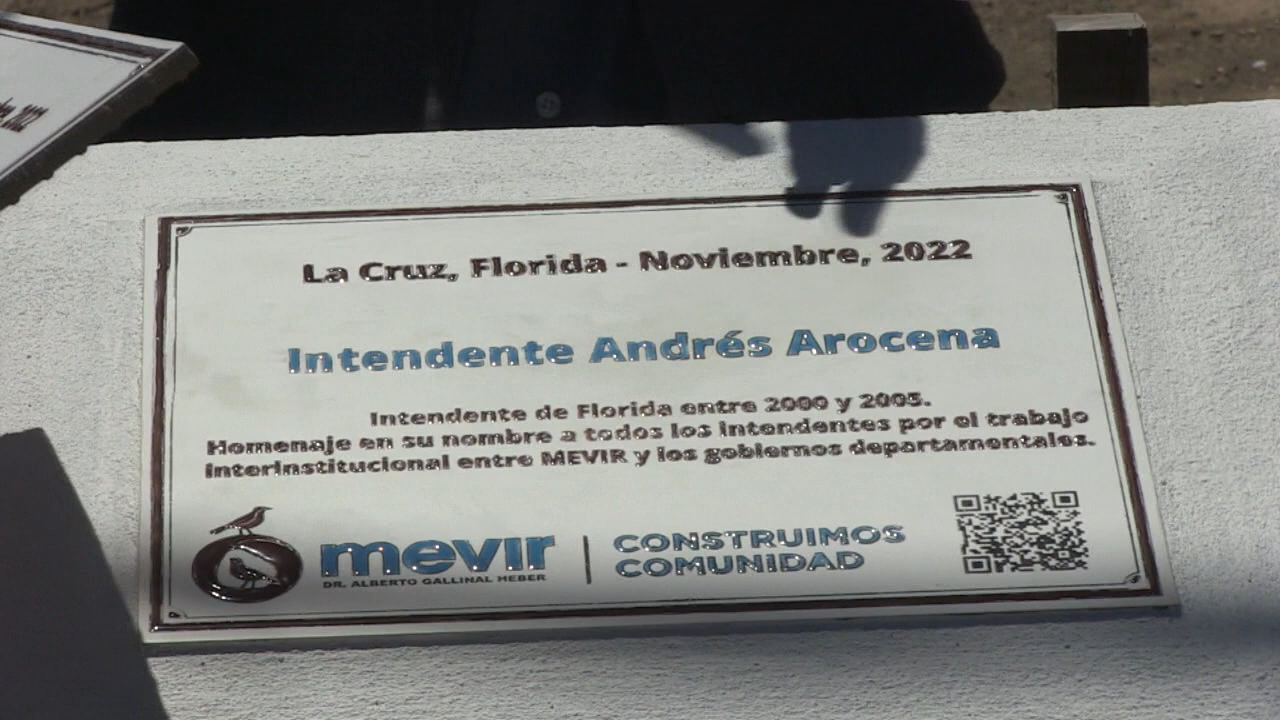 La Cruz, Florida - Noviembre, 2022
Intendente Andrés Arocena
Intendente de Florida entre 2000 y 2005.
Homenaje en su nombre a todos los intendentes por el trabajo
interinstitucional entre MEVIR y los gobiernos departamentales.
mevir
DR. ALBERTO GALLINAL HEBER
CONSTRUIMOS
COMUNIDAD
2022